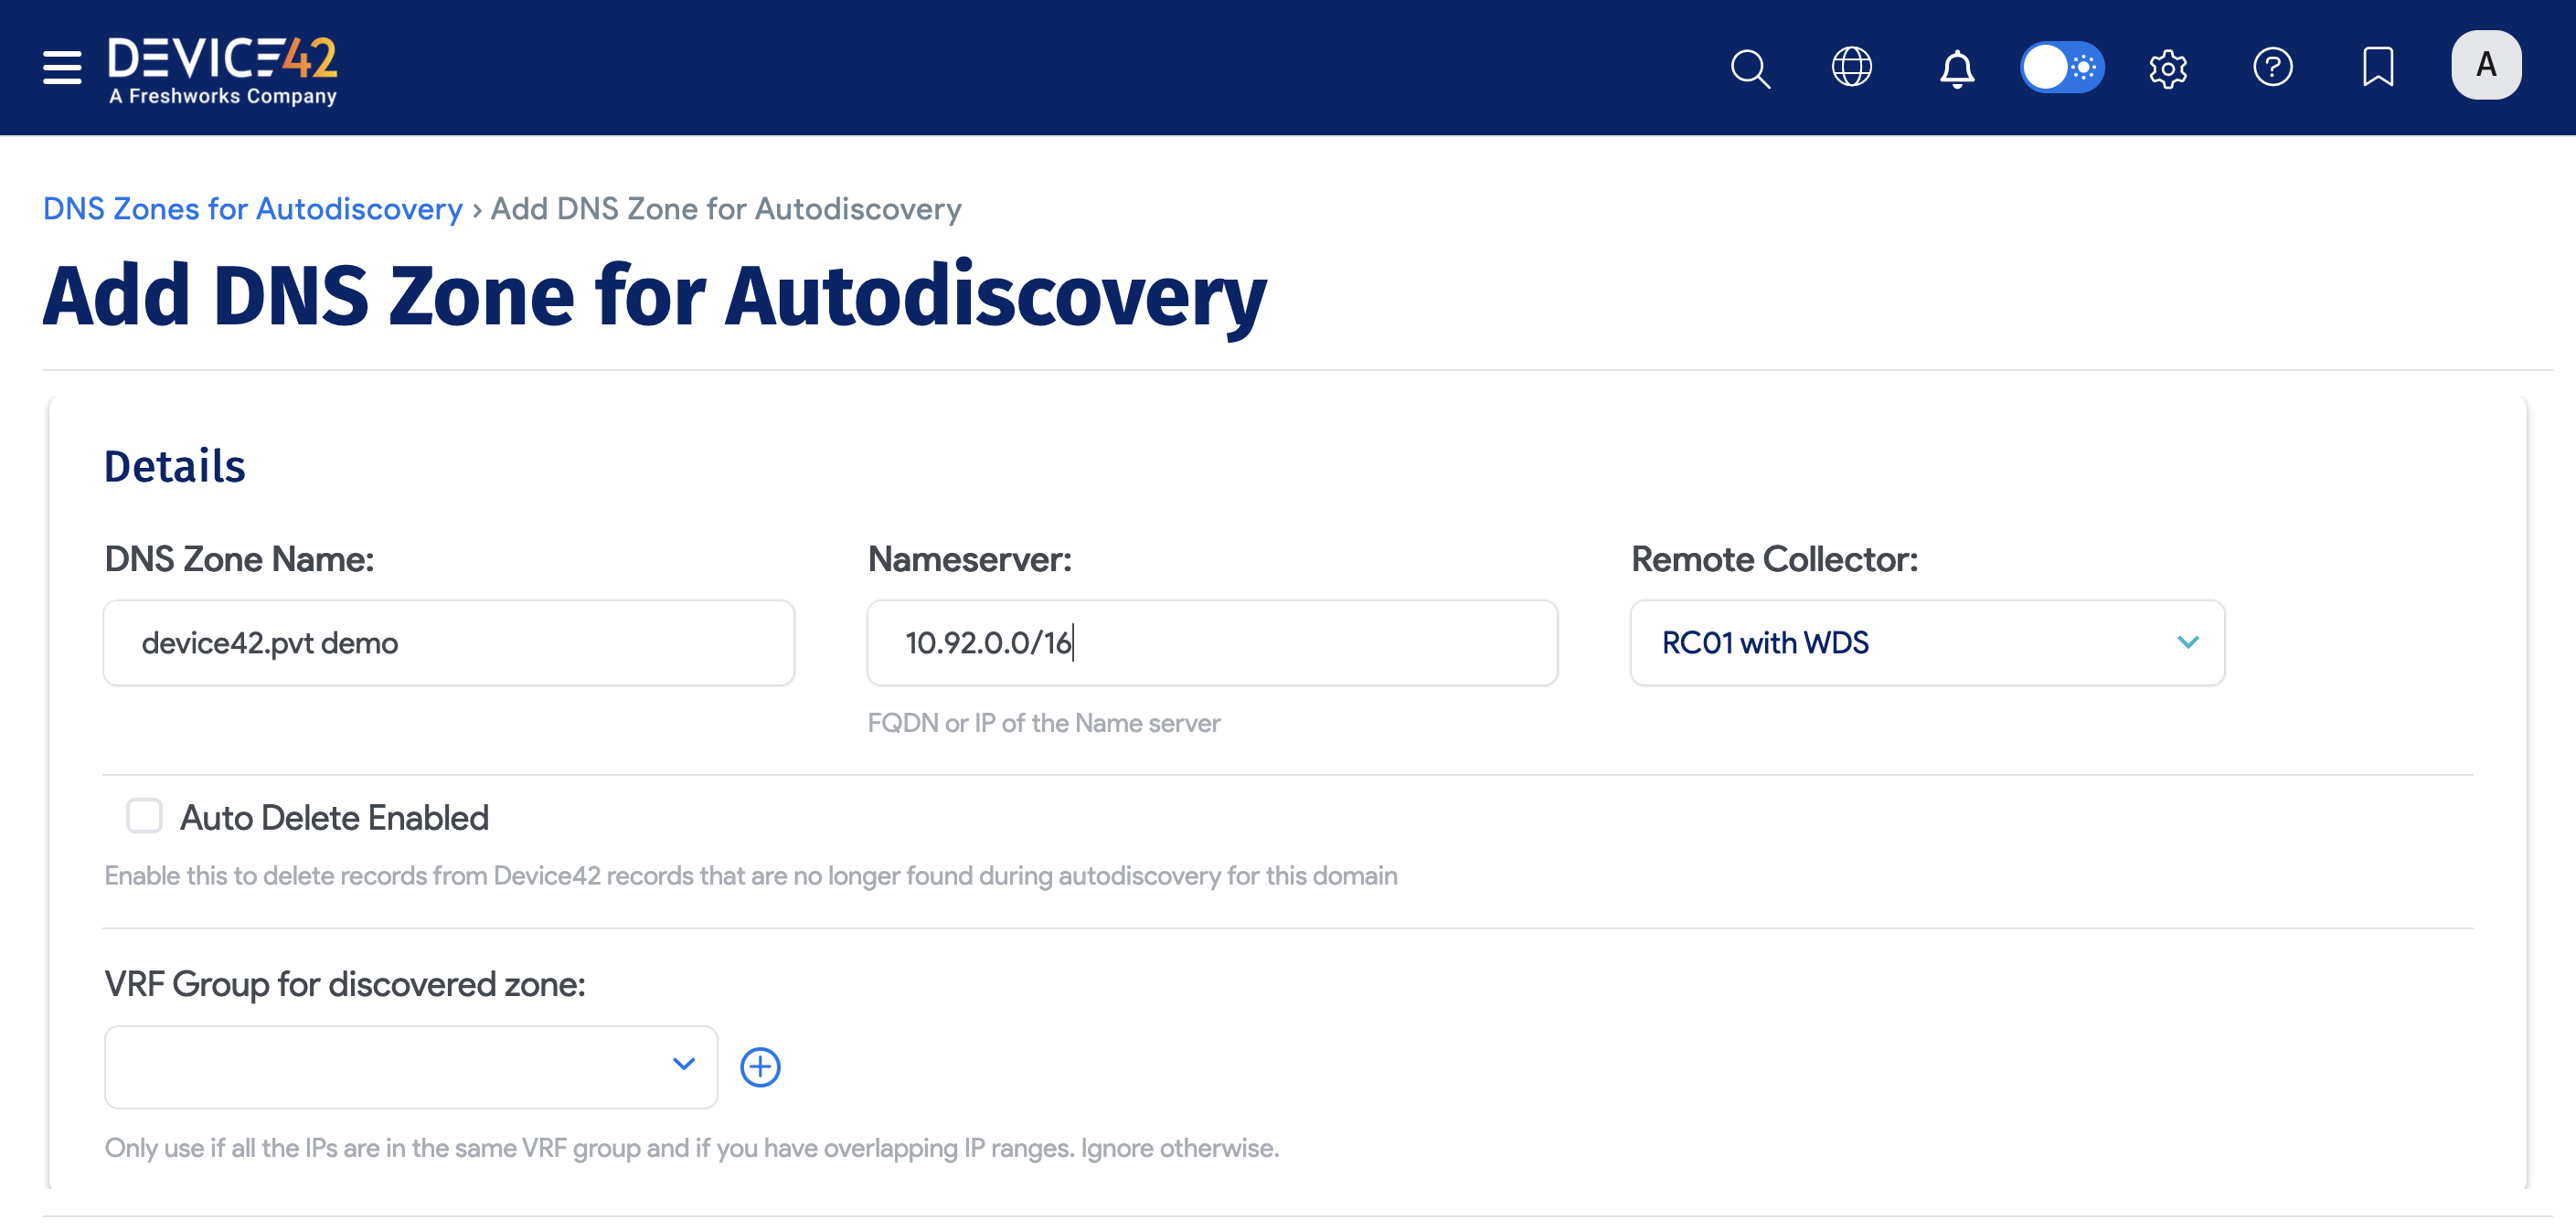 DEVICE42
A Freshworks Company
A
DNS Zones for Autodiscovery › Add DNS Zone for Autodiscovery
Add DNS Zone for Autodiscovery
Details
DNS Zone Name:
Nameserver:
Remote Collector:
device42.pvt demo
10.92.0.0/16
RC01 with WDS
FQDN or IP of the Name server
Auto Delete Enabled
Enable this to delete records from Device42 records that are no longer found during autodiscovery for this domain
VRF Group for discovered zone:
Only use if all the IPs are in the same VRF group and if you have overlapping IP ranges. Ignore otherwise.